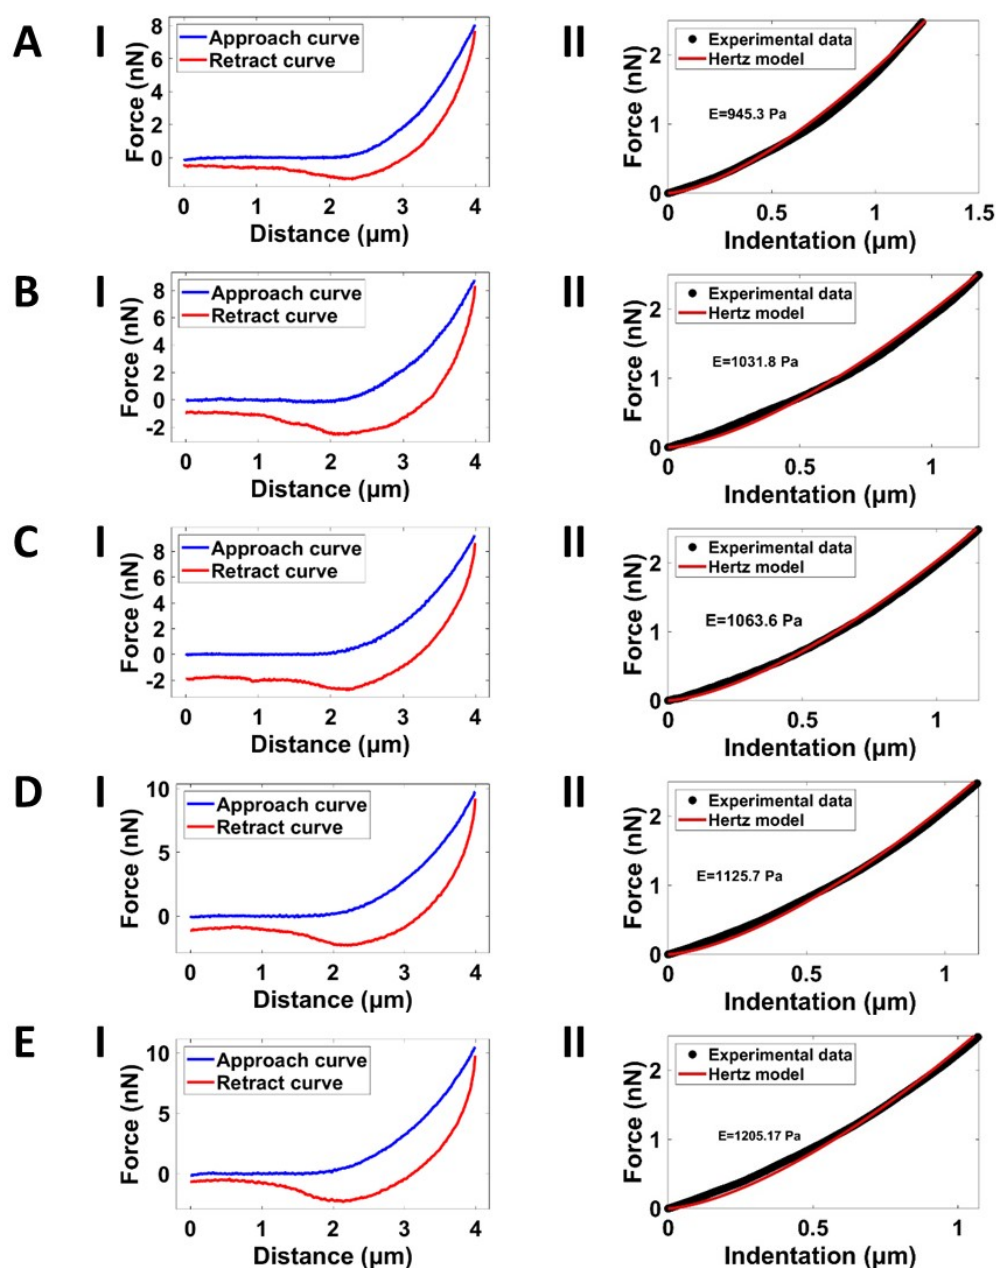 A
I
Force (nN)
8
6
4
2
0
Approach curve
Retract curve
0 1 2 3 4
Distance (µm)
II
Force (nN)
2
1
0
Experimental data
Hertz model
E=945.3 Pa
0 0.5 1 1.5
Indentation (µm)
B
I
Force (nN)
8
6
4
2
0
-2
Approach curve
Retract curve
0 1 2 3 4
Distance (µm)
II
Force (nN)
2
1
0
Experimental data
Hertz model
E=1031.8 Pa
0 0.5 1
Indentation (µm)
C
I
Force (nN)
8
6
4
2
0
-2
Approach curve
Retract curve
0 1 2 3 4
Distance (µm)
II
Force (nN)
2
1
0
Experimental data
Hertz model
E=1063.6 Pa
0 0.5 1
Indentation (µm)
D
I
Force (nN)
10
5
0
Approach curve
Retract curve
0 1 2 3 4
Distance (µm)
II
Force (nN)
2
1
0
Experimental data
Hertz model
E=1125.7 Pa
0 0.5 1
Indentation (µm)
E
I
Force (nN)
10
5
0
Approach curve
Retract curve
0 1 2 3 4
Distance (µm)
II
Force (nN)
2
1
0
Experimental data
Hertz model
E=1205.17 Pa
0 0.5 1
Indentation (µm)